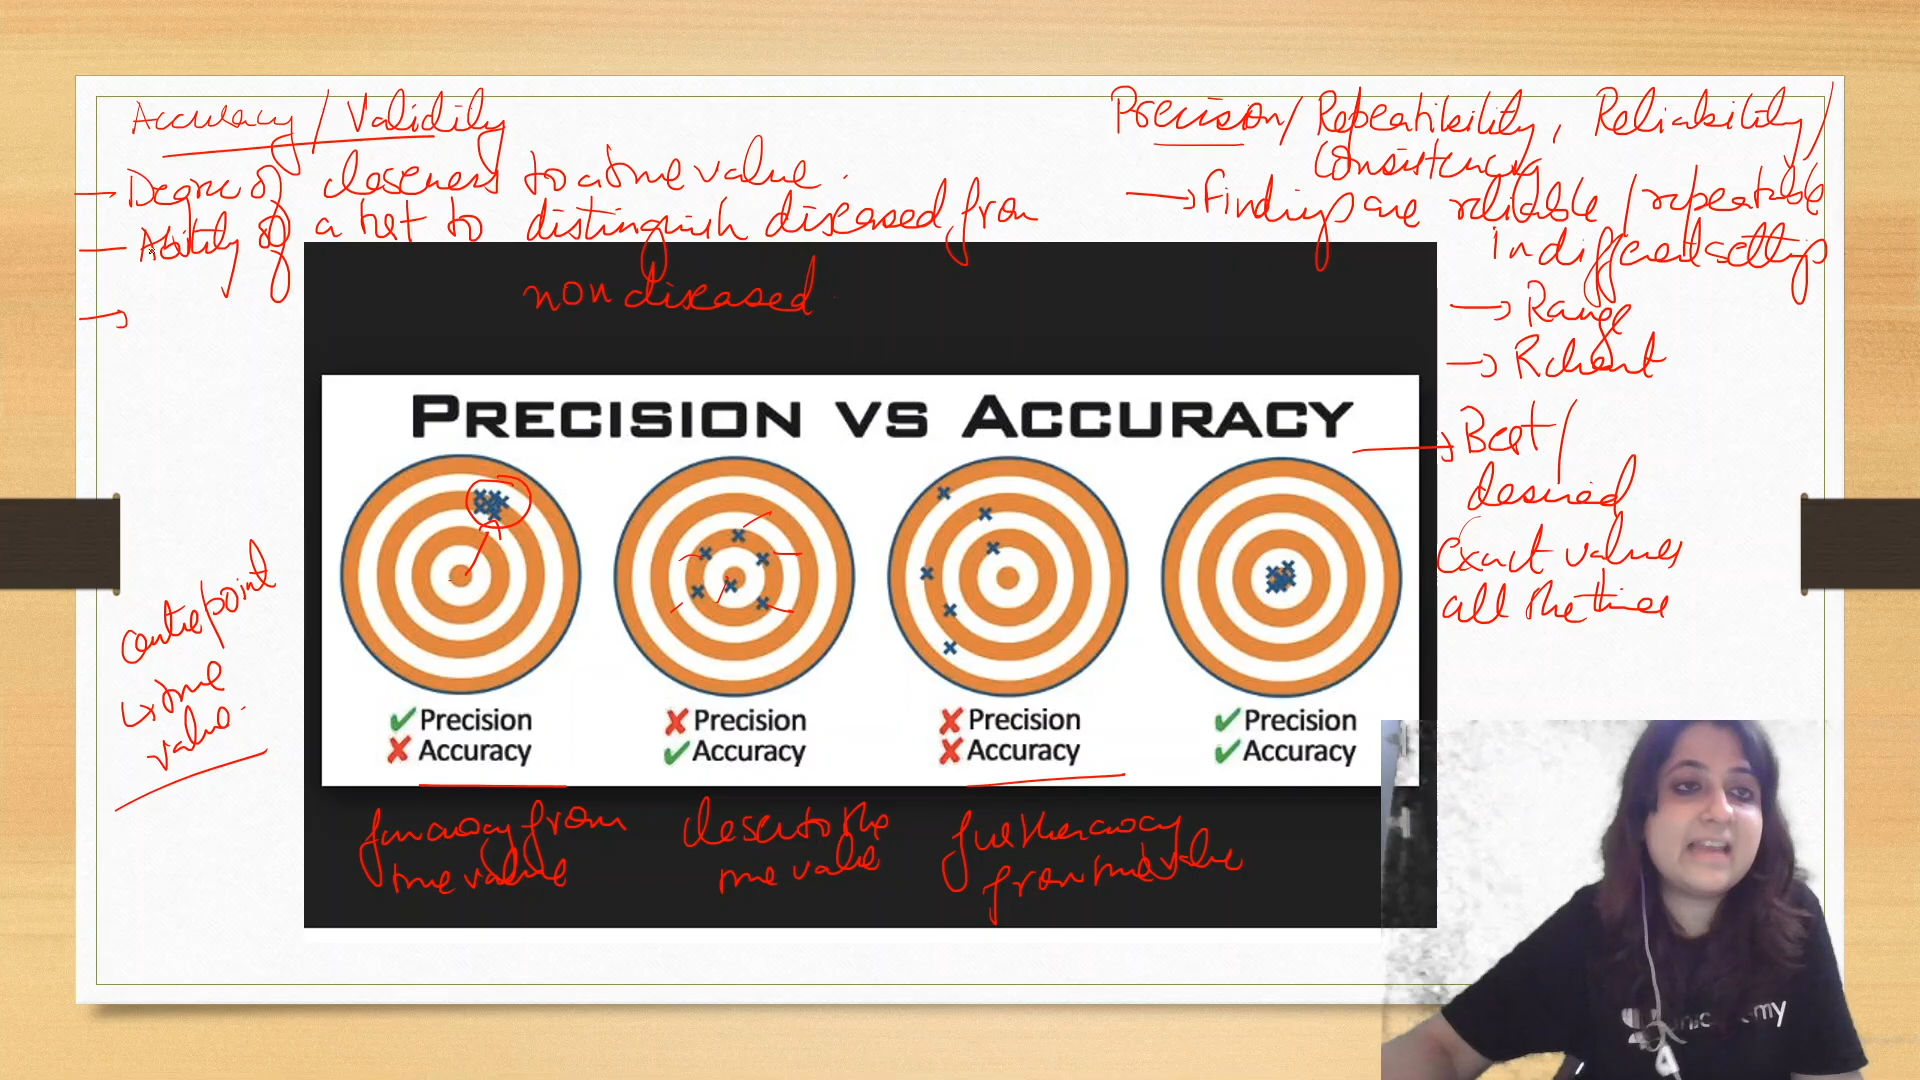 Accuracy / Validity
→ Degree of closeness to a true value.
→ Ability of a test to distinguish diseased from
non diseased
Precision / Repeatibility, Reliability /
Consistency
→ Findings are reliable / repeatable
in different settings
→ Range
→
→ Best /
desired
Exact values
all the time
PRECISION VS ACCURACY
✓ Precision
✗ Accuracy
✗ Precision
✓ Accuracy
✗ Precision
✗ Accuracy
✓ Precision
✓ Accuracy
centre point
↳ true
value
far away from
true value
closer to the
true value
further away
from true value